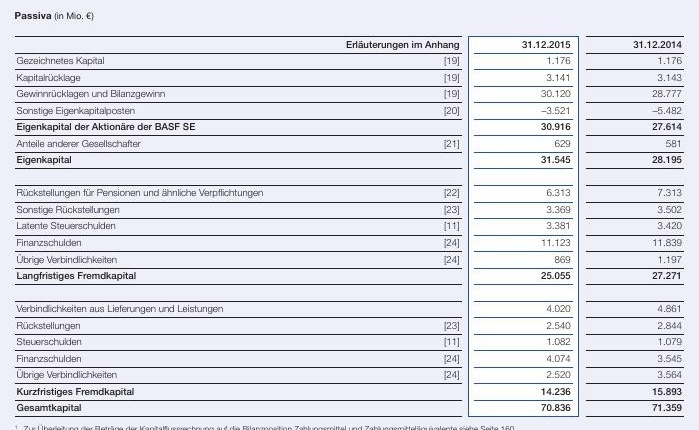 Passiva (in Mio. €)
Erläuterungen im Anhang 31.12.2015 31.12.2014
Gezeichnetes Kapital [19] 1.176 1.176
Kapitalrücklage [19] 3.141 3.143
Gewinnrücklagen und Bilanzgewinn [19] 30.120 28.777
Sonstige Eigenkapitalposten [20] –3.521 –5.482
Eigenkapital der Aktionäre der BASF SE 30.916 27.614
Anteile anderer Gesellschafter [21] 629 581
Eigenkapital 31.545 28.195
Rückstellungen für Pensionen und ähnliche Verpflichtungen [22] 6.313 7.313
Sonstige Rückstellungen [23] 3.369 3.502
Latente Steuerschulden [11] 3.381 3.420
Finanzschulden [24] 11.123 11.839
Übrige Verbindlichkeiten [24] 869 1.197
Langfristiges Fremdkapital 25.055 27.271
Verbindlichkeiten aus Lieferungen und Leistungen 4.020 4.861
Rückstellungen [23] 2.540 2.844
Steuerschulden [11] 1.082 1.079
Finanzschulden [24] 4.074 3.545
Übrige Verbindlichkeiten [24] 2.520 3.564
Kurzfristiges Fremdkapital 14.236 15.893
Gesamtkapital 70.836 71.359
¹ Zur Überleitung der Beträge der Kapitalflussrechnung auf die Bilanzposition Zahlungsmittel und Zahlungsmitteläquivalente siehe Seite 160